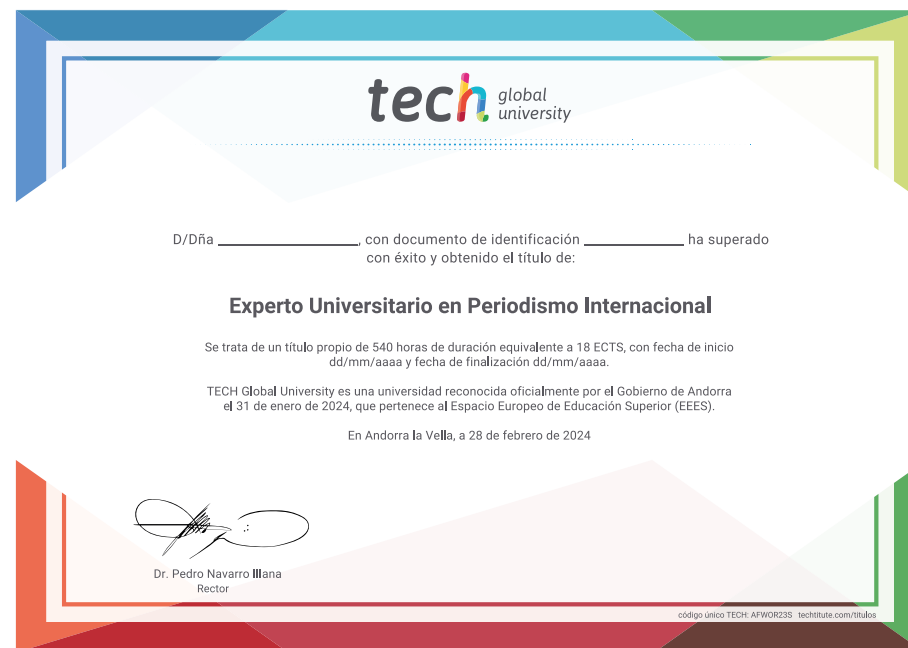 tech global
university
D/Dña ______________, con documento de identificación __________ ha superado
con éxito y obtenido el título de:
Experto Universitario en Periodismo Internacional
Se trata de un título propio de 540 horas de duración equivalente a 18 ECTS, con fecha de inicio
dd/mm/aaaa y fecha de finalización dd/mm/aaaa.
TECH Global University es una universidad reconocida oficialmente por el Gobierno de Andorra
el 31 de enero de 2024, que pertenece al Espacio Europeo de Educación Superior (EEES).
En Andorra la Vella, a 28 de febrero de 2024
Dr. Pedro Navarro Illana
Rector
código único TECH: AFWOR23S techtitute.com/titulos